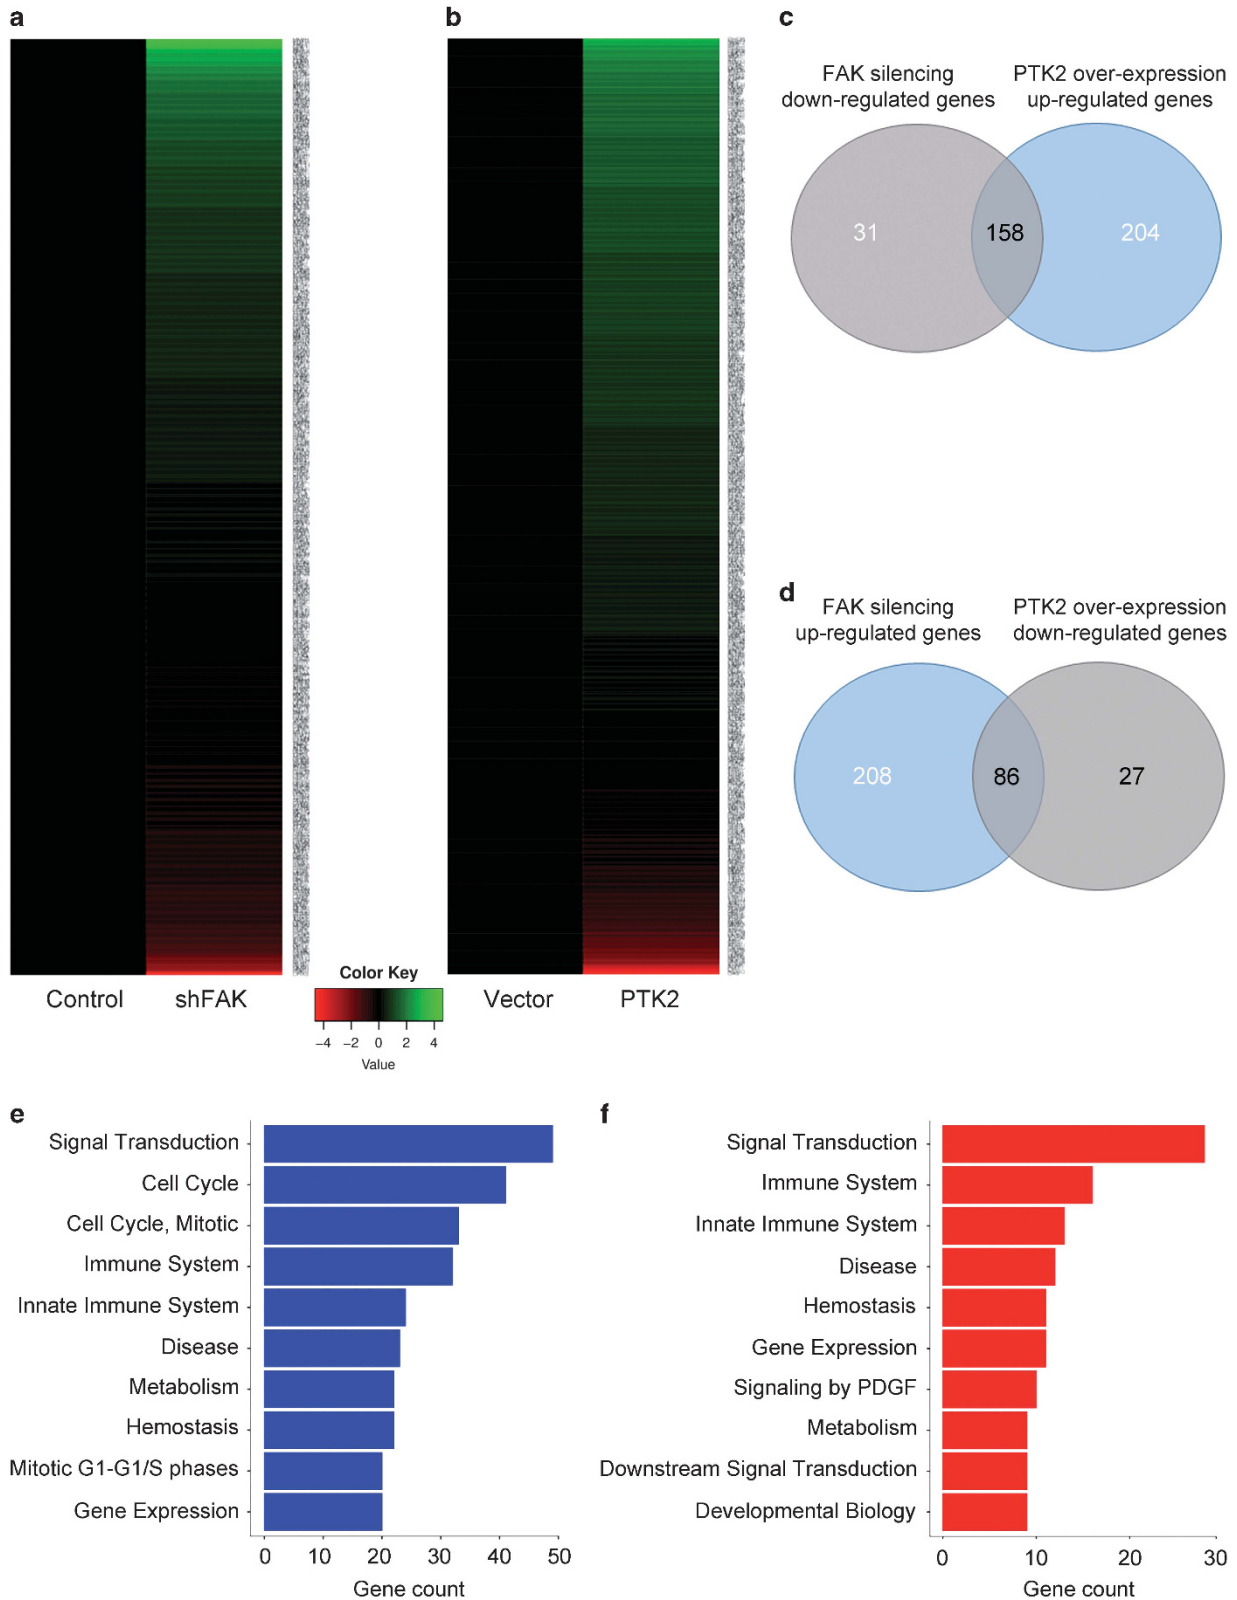 a
b
c
FAK silencing
down-regulated genes
PTK2 over-expression
up-regulated genes
31
158
204
d
FAK silencing
up-regulated genes
PTK2 over-expression
down-regulated genes
208
86
27
Control
shFAK
Color Key
−4 −2 0 2 4
Value
Vector
PTK2
e
Signal Transduction
Cell Cycle
Cell Cycle, Mitotic
Immune System
Innate Immune System
Disease
Metabolism
Hemostasis
Mitotic G1-G1/S phases
Gene Expression
0 10 20 30 40 50
Gene count
f
Signal Transduction
Immune System
Innate Immune System
Disease
Hemostasis
Gene Expression
Signaling by PDGF
Metabolism
Downstream Signal Transduction
Developmental Biology
0 10 20 30
Gene count